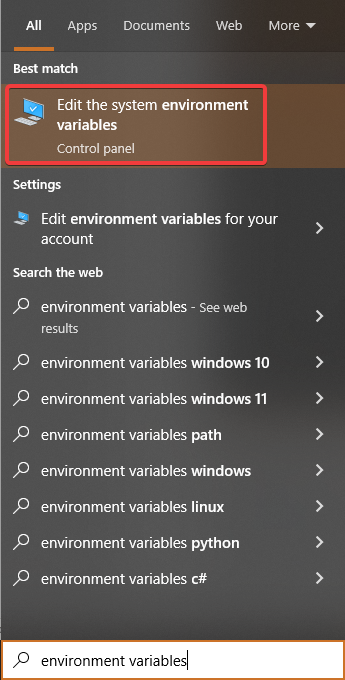 All Apps Documents Web More
Best match
Edit the system environment
variables
Control panel
Settings
Edit environment variables for your
account
Search the web
environment variables - See web
results
environment variables windows 10
environment variables windows 11
environment variables path
environment variables windows
environment variables linux
environment variables python
environment variables c#
environment variables